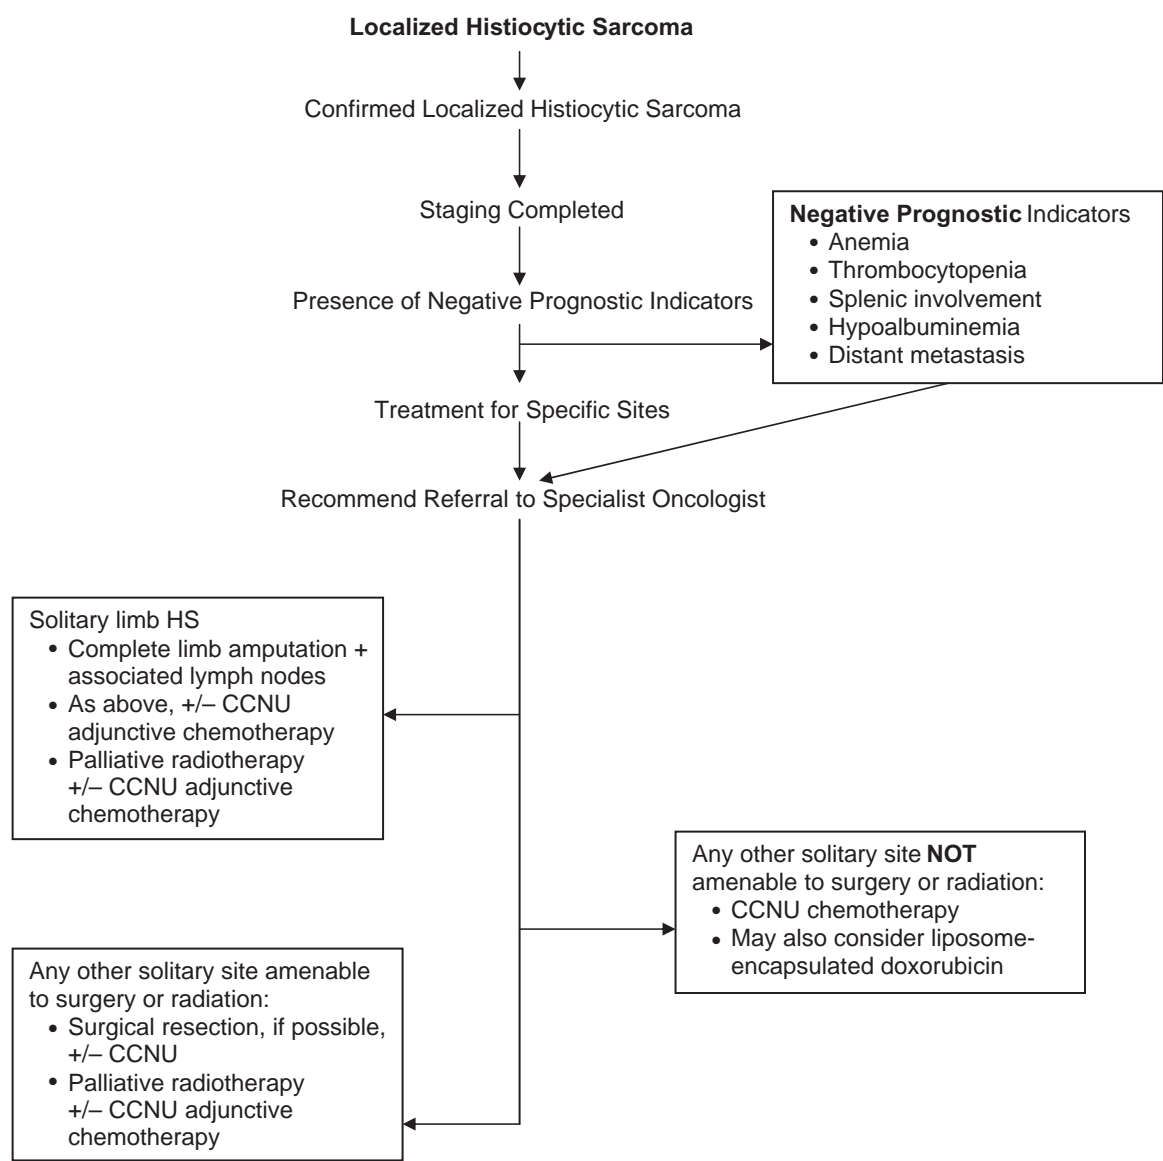 Localized Histiocytic Sarcoma
Confirmed Localized Histiocytic Sarcoma
Staging Completed
Presence of Negative Prognostic Indicators
Negative Prognostic Indicators
• Anemia
• Thrombocytopenia
• Splenic involvement
• Hypoalbuminemia
• Distant metastasis
Treatment for Specific Sites
Recommend Referral to Specialist Oncologist
Solitary limb HS
• Complete limb amputation +
associated lymph nodes
• As above, +/– CCNU
adjunctive chemotherapy
• Palliative radiotherapy
+/– CCNU adjunctive
chemotherapy
Any other solitary site NOT
amenable to surgery or radiation:
• CCNU chemotherapy
• May also consider liposome-
encapsulated doxorubicin
Any other solitary site amenable
to surgery or radiation:
• Surgical resection, if possible,
+/– CCNU
• Palliative radiotherapy
+/– CCNU adjunctive
chemotherapy